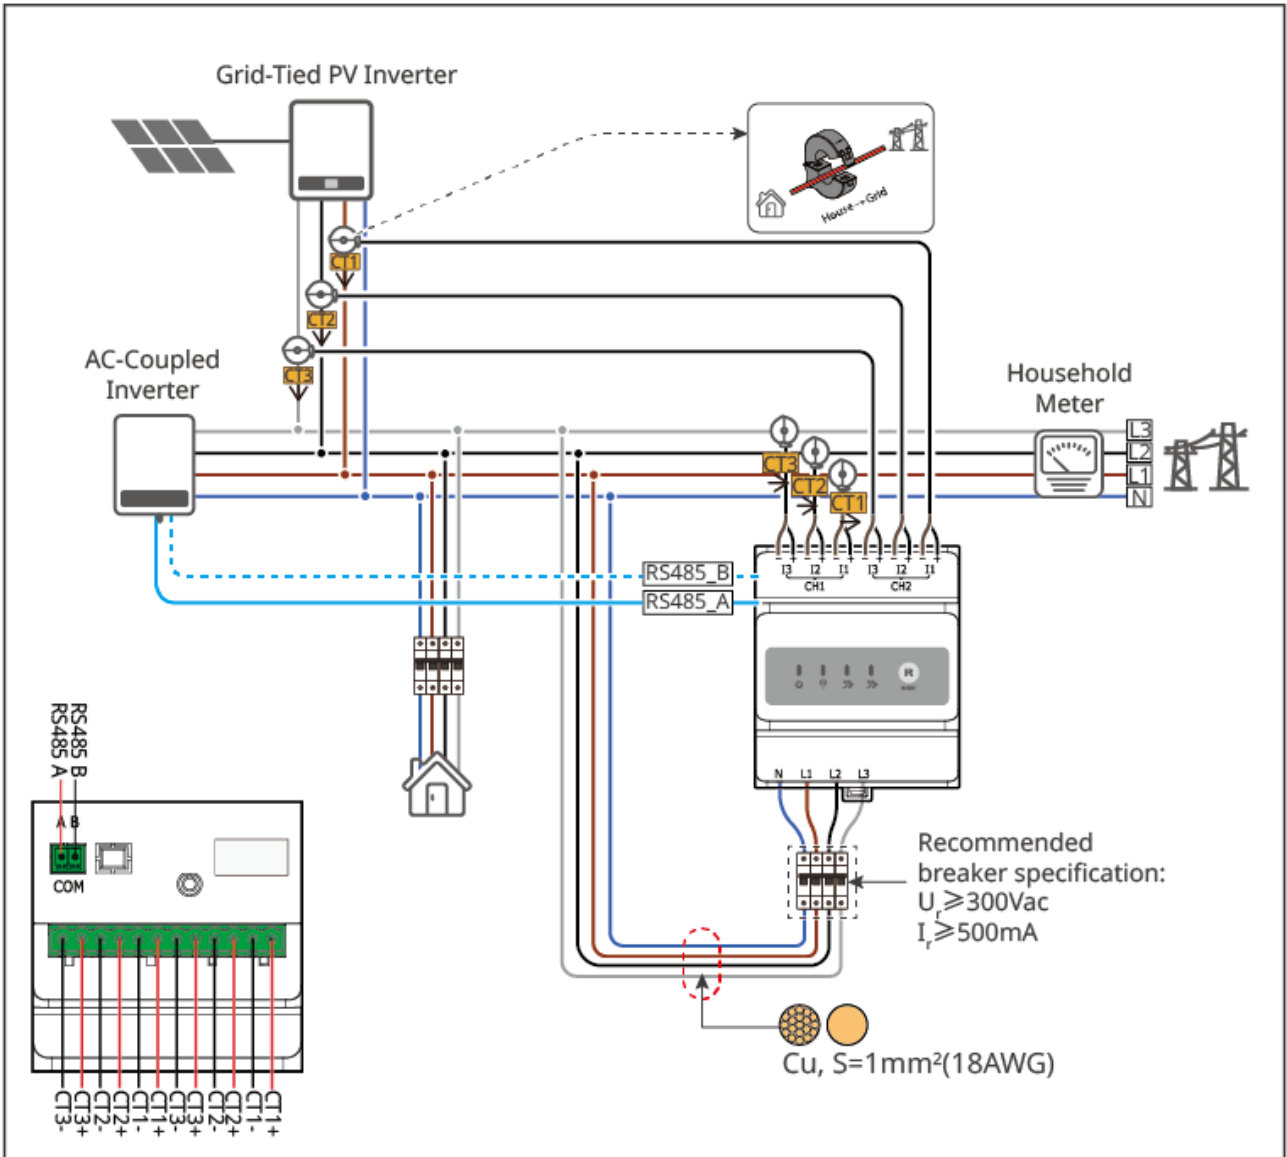 Grid-Tied PV Inverter
House→Grid
CT1
CT2
CT3
AC-Coupled
Inverter
Household
Meter
L3
L2
L1
N
CT3
CT2
CT1
RS485_B
RS485_A
I3 I2 I1 I3 I2 I1
CH1 CH2
R
N L1 L2 L3
RS485 A
RS485 B
A B
COM
Recommended
breaker specification:
Ur≥300Vac
Ir≥500mA
Cu, S=1mm²(18AWG)
CT3-
CT3+
CT2-
CT2+
CT1-
CT1+
CT3-
CT3+
CT2-
CT2+
CT1-
CT1+